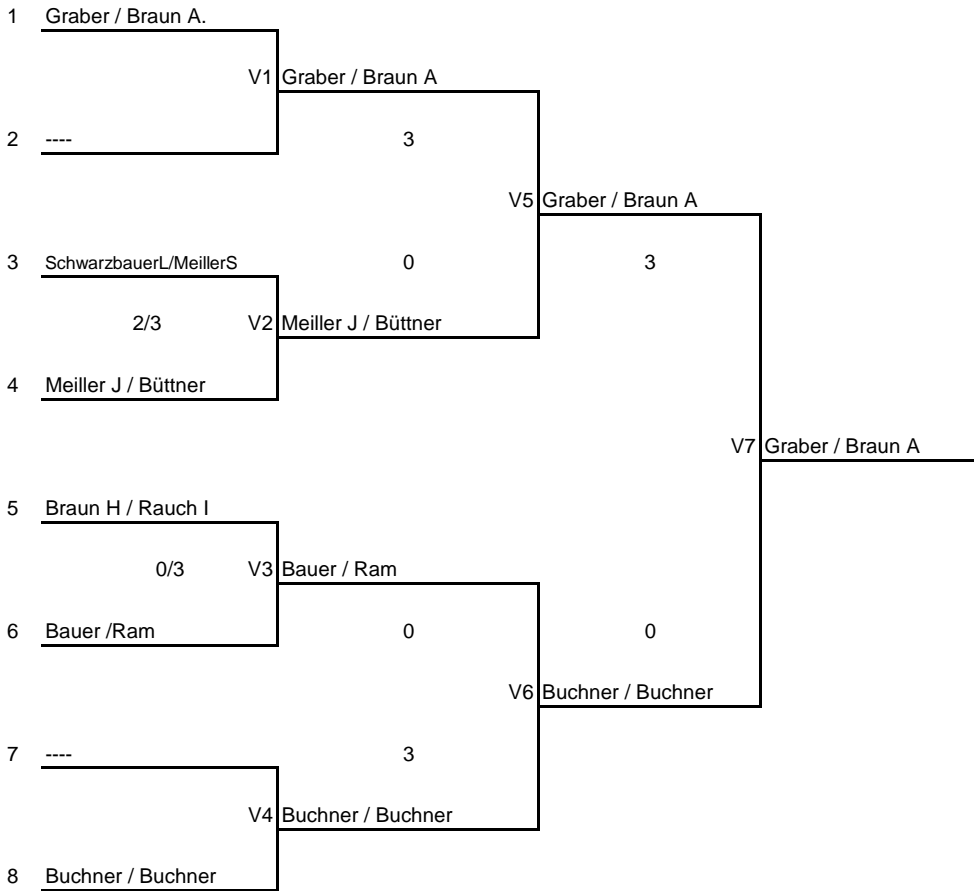 1 Graber / Braun A.
V1 Graber / Braun A
2 ---- 3
V5 Graber / Braun A
3 SchwarzbauerL/MeillerS 0 3
2/3 V2 Meiller J / Büttner
4 Meiller J / Büttner
V7 Graber / Braun A
5 Braun H / Rauch I
0/3 V3 Bauer / Ram
6 Bauer /Ram 0 0
V6 Buchner / Buchner
7 ---- 3
V4 Buchner / Buchner
8 Buchner / Buchner